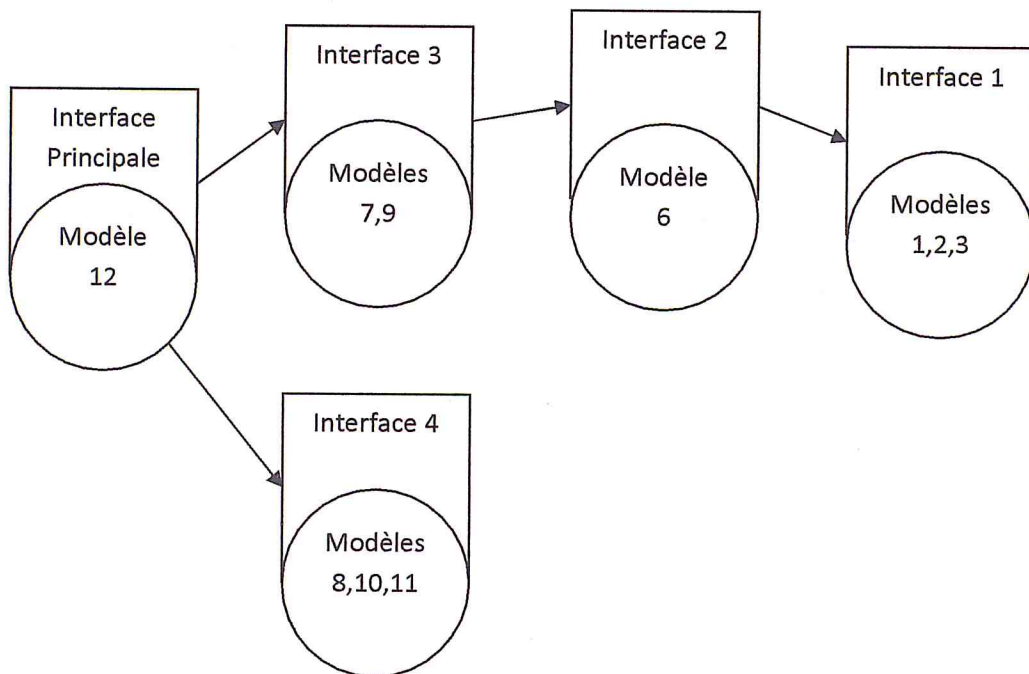 Interface
Principale
Modèle
12
Interface 3
Modèles
7,9
Interface 2
Modèle
6
Interface 1
Modèles
1,2,3
Interface 4
Modèles
8,10,11